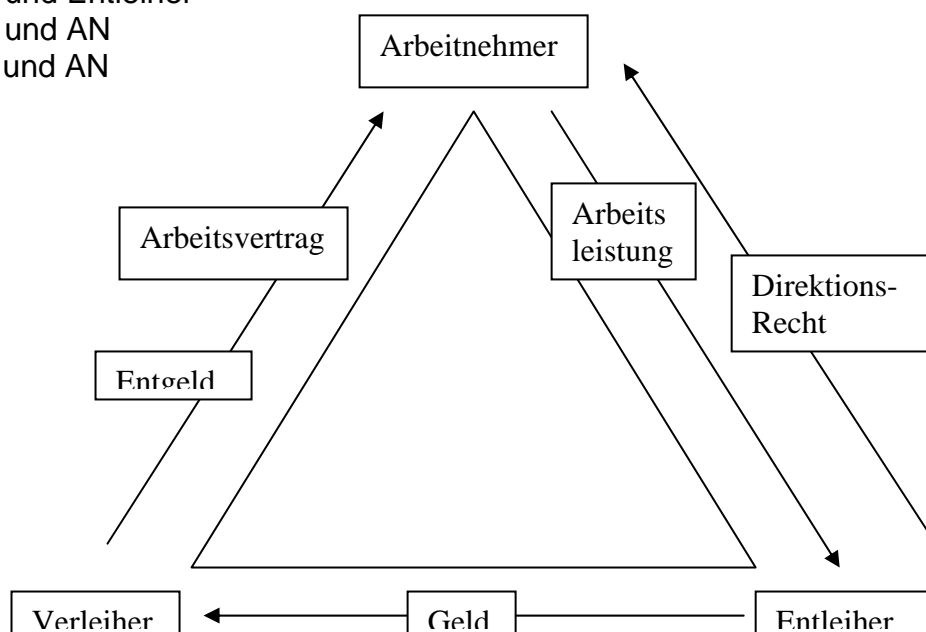 und Entleiher
und AN
und AN
Arbeitnehmer
Arbeitsvertrag
Arbeits
leistung
Direktions-
Recht
Entgeld
Verleiher
Geld
Entleiher